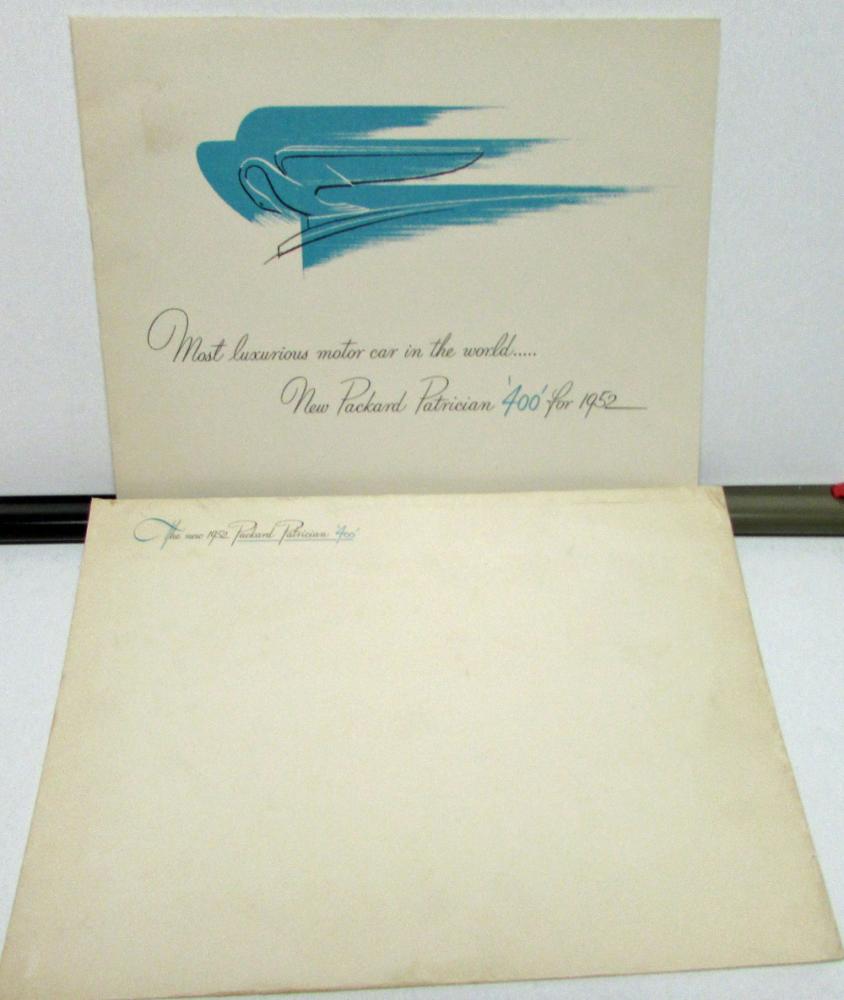 Most luxurious motor car in the world.....
New Packard Patrician '400' for 1952
The new 1952 Packard Patrician '400'